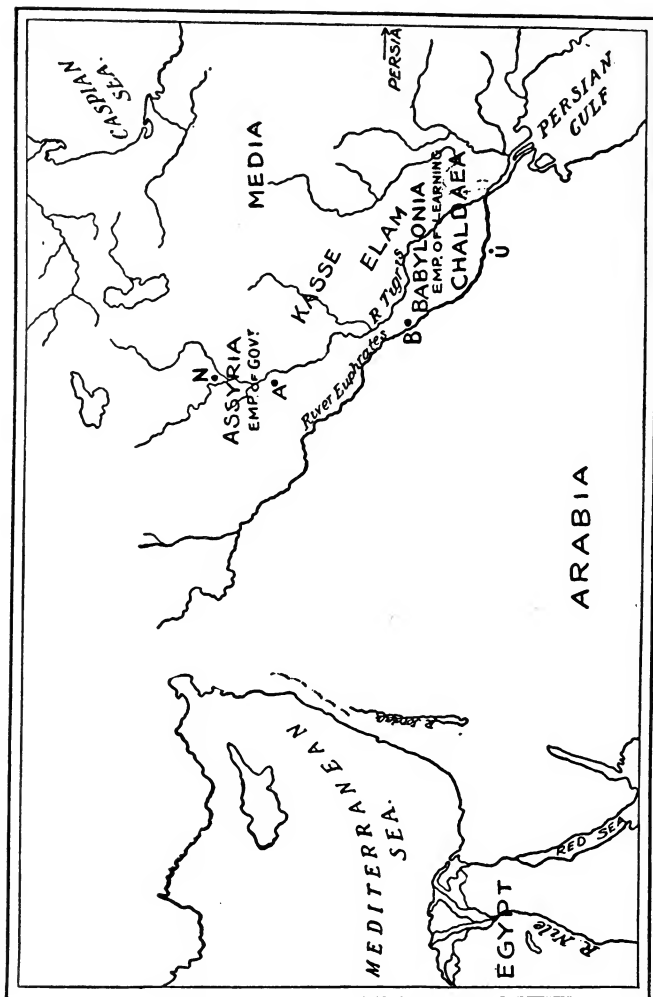 CASPIAN
SEA.
MEDIA
PERSIA
N
ASSYRIA
EMP. OF GOVT.
A
KASSE
ELAM
R. Tigris
River Euphrates
B
BABYLONIA
EMP. OF LEARNING
CHALDAEA
U
PERSIAN
GULF
MEDITERRANEAN
SEA.
R. Jordan
ARABIA
EGYPT
R. Nile
RED SEA